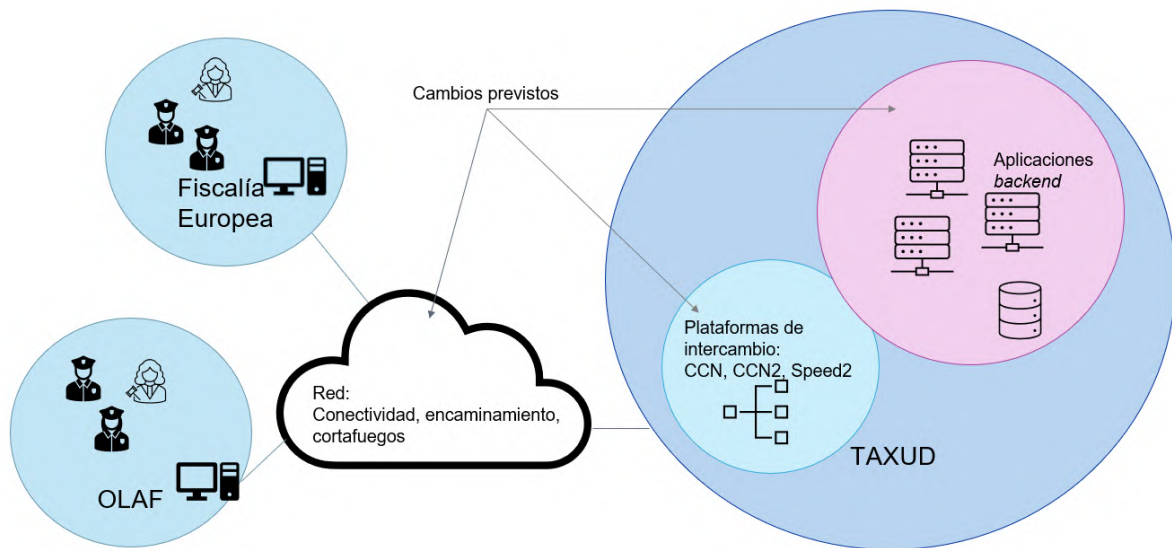 Cambios previstos
Fiscalía
Europea
Aplicaciones
backend
Plataformas de
intercambio:
CCN, CCN2, Speed2
Red:
Conectividad, encaminamiento,
cortafuegos
TAXUD
OLAF